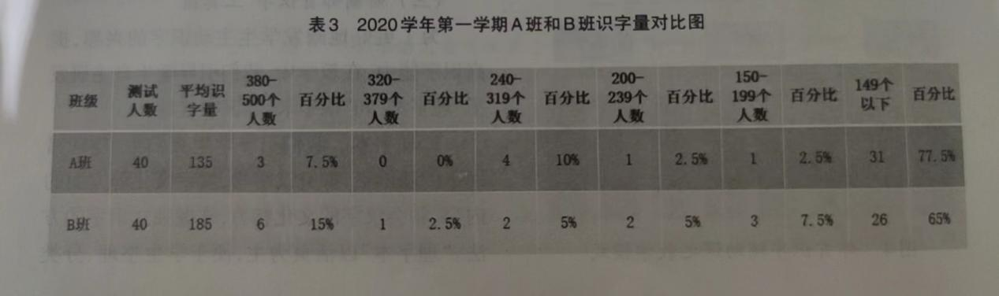 表3 2020学年第一学期A班和B班识字量对比图
班级 测试人数 平均识字量 380-500个人数 百分比 320-379个人数 百分比 240-319个人数 百分比 200-239个人数 百分比 150-199个人数 百分比 149个以下 百分比
A班 40 135 3 7.5% 0 0% 4 10% 1 2.5% 1 2.5% 31 77.5%
B班 40 185 6 15% 1 2.5% 2 5% 2 5% 3 7.5% 26 65%